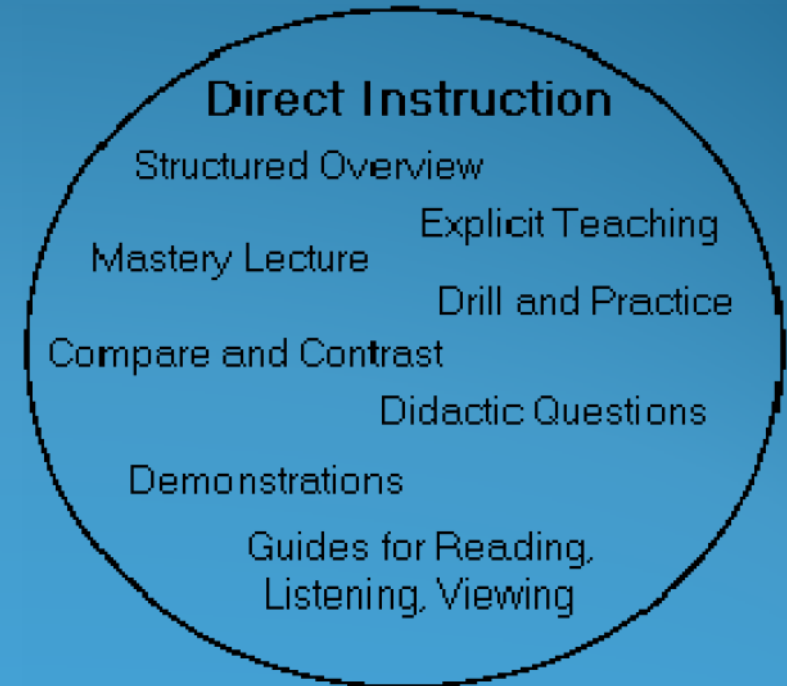 Direct Instruction
Structured Overview
Explicit Teaching
Mastery Lecture
Drill and Practice
Compare and Contrast
Didactic Questions
Demonstrations
Guides for Reading,
Listening, Viewing